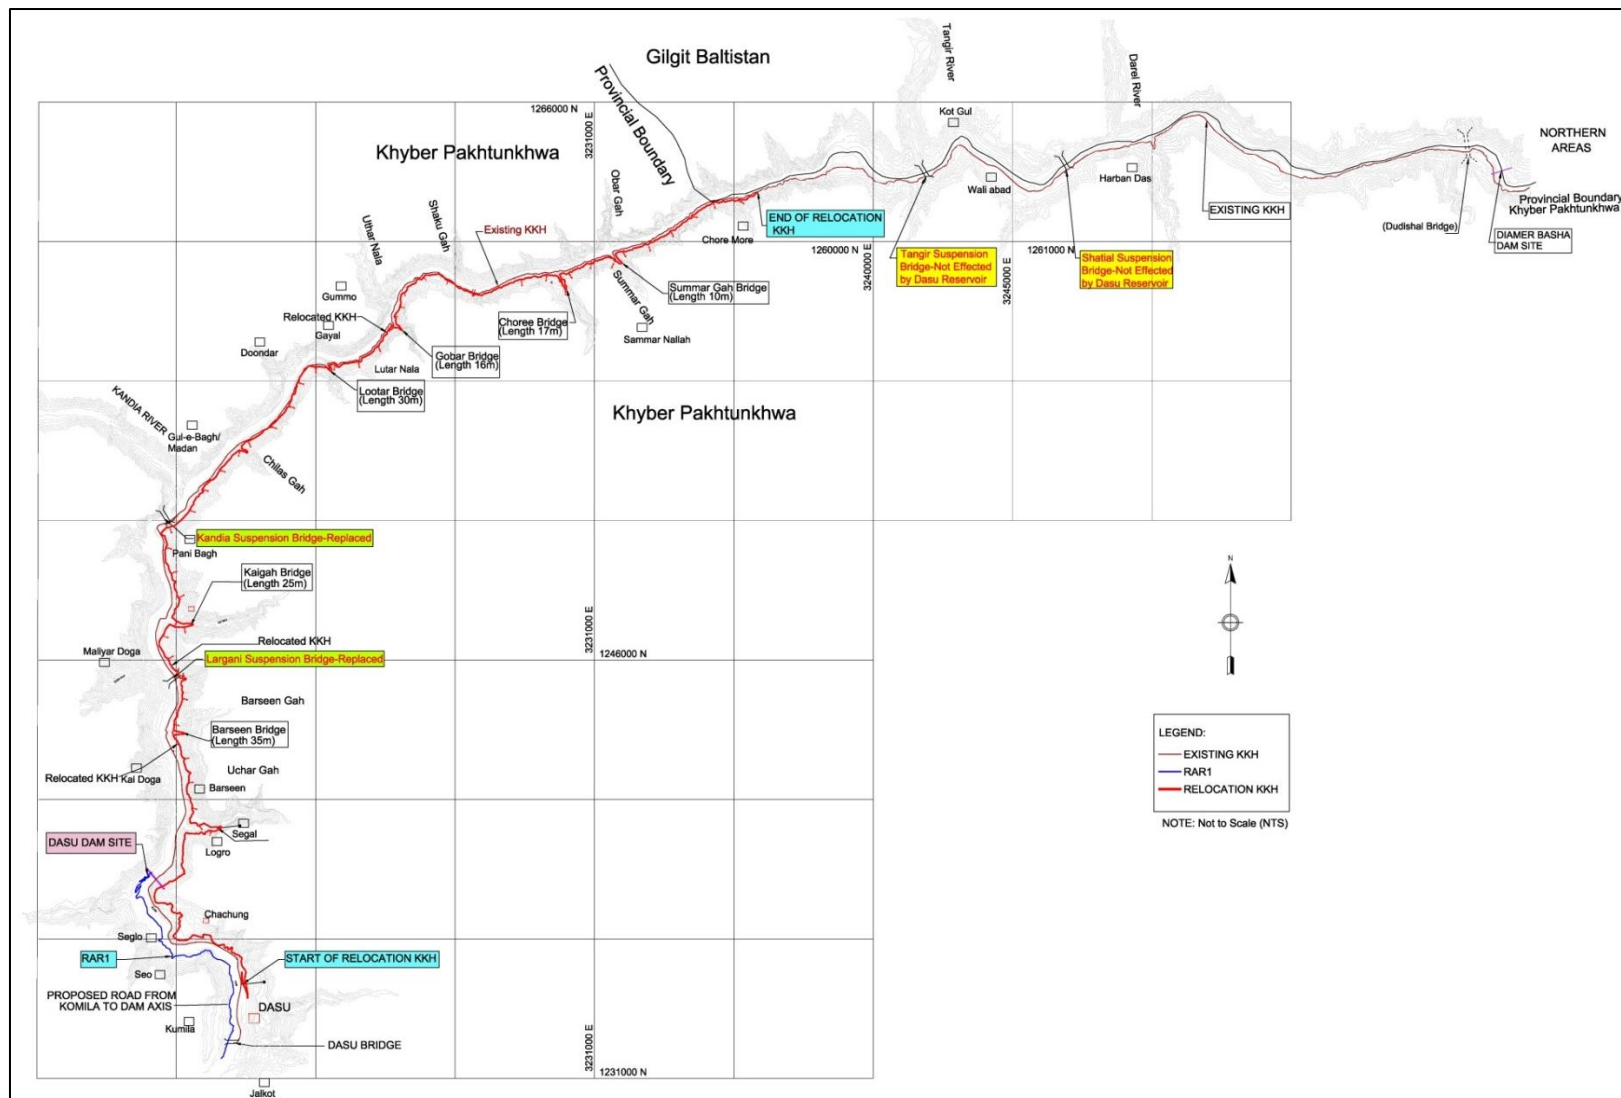 Gilgit Baltistan
Tangir River
Darel River
Provincial Boundary
1266000 N
3231000 E
Kot Gul
NORTHERN
AREAS
Khyber Pakhtunkhwa
Obar Gah
Wali abad
Harban Das
Provincial Boundary
Khyber Pakhtunkhwa
Uthar Nala
Shaku Gah
Existing KKH
END OF RELOCATION
KKH
Chore More
EXISTING KKH
(Dudishal Bridge)
DIAMER BASHA
DAM SITE
1260000 N
3240000 E
Tangir Suspension
Bridge-Not Effected
by Dasu Reservoir
1261000 N
3245000 E
Shatial Suspension
Bridge-Not Effected
by Dasu Reservoir
Gummo
Summar Gah
Summar Gah Bridge
(Length 10m)
Relocated KKH
Gayal
Choree Bridge
(Length 17m)
Sammar Nallah
Doondar
Gobar Bridge
(Length 16m)
Lutar Nala
Lootar Bridge
(Length 30m)
KANDIA RIVER
Khyber Pakhtunkhwa
Gul-e-Bagh/
Madan
Chilas Gah
Kandia Suspension Bridge-Replaced
Pani Bagh
Kaigah Bridge
(Length 25m)
N
3231000 E
Relocated KKH
Maliyar Doga
Largani Suspension Bridge-Replaced
1246000 N
Barseen Gah
Barseen Bridge
(Length 35m)
LEGEND:
EXISTING KKH
RAR1
RELOCATION KKH
NOTE: Not to Scale (NTS)
Relocated KKH
Kai Doga
Uchar Gah
Barseen
Segal
Logro
DASU DAM SITE
Chachung
Seglo
RAR1
START OF RELOCATION KKH
Seo
PROPOSED ROAD FROM
KOMILA TO DAM AXIS
DASU
Kumila
DASU BRIDGE
3231000 E
1231000 N
Jalkot